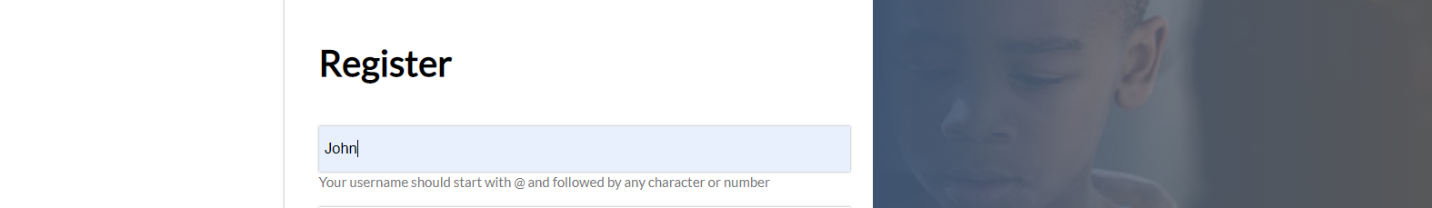 Register
John
Your username should start with @ and followed by any character or number